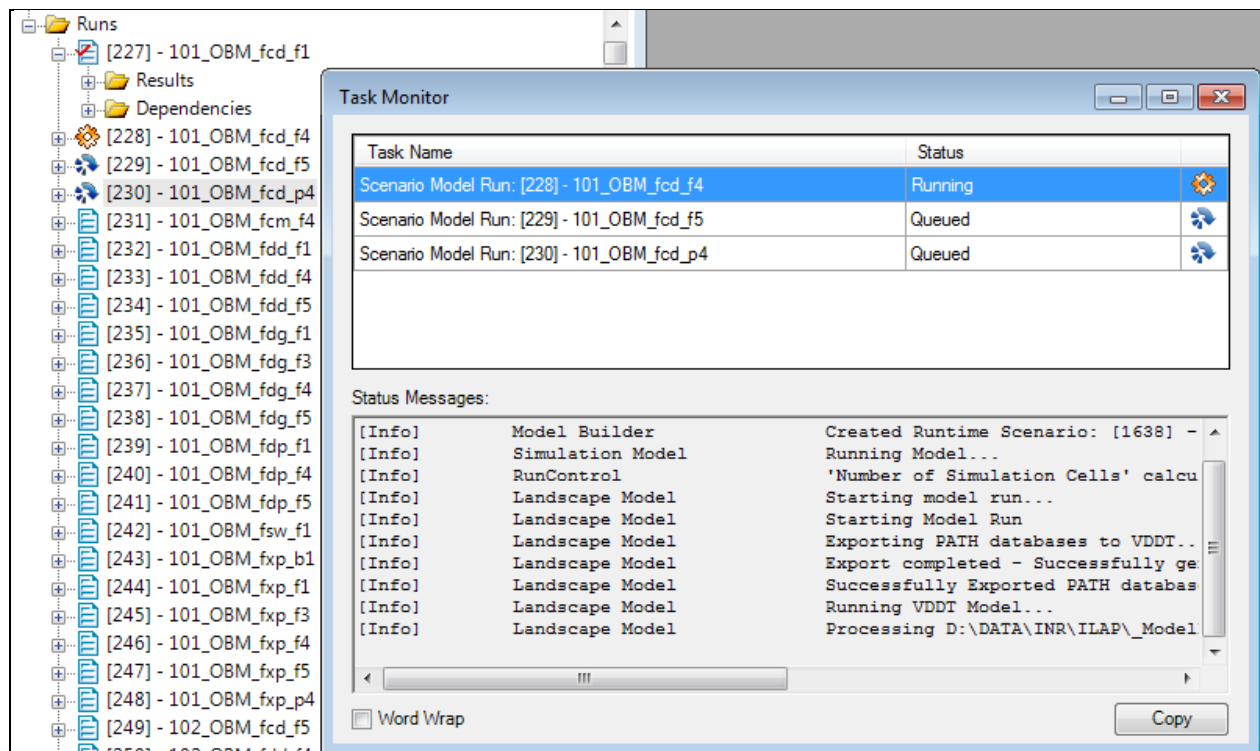 Runs
[227] - 101_OBM_fcd_f1
Results
Dependencies
[228] - 101_OBM_fcd_f4
[229] - 101_OBM_fcd_f5
[230] - 101_OBM_fcd_p4
[231] - 101_OBM_fcm_f4
[232] - 101_OBM_fdd_f1
[233] - 101_OBM_fdd_f4
[234] - 101_OBM_fdd_f5
[235] - 101_OBM_fdg_f1
[236] - 101_OBM_fdg_f3
[237] - 101_OBM_fdg_f4
[238] - 101_OBM_fdg_f5
[239] - 101_OBM_fdp_f1
[240] - 101_OBM_fdp_f4
[241] - 101_OBM_fdp_f5
[242] - 101_OBM_fsw_f1
[243] - 101_OBM_fxp_b1
[244] - 101_OBM_fxp_f1
[245] - 101_OBM_fxp_f3
[246] - 101_OBM_fxp_f4
[247] - 101_OBM_fxp_f5
[248] - 101_OBM_fxp_p4
[249] - 102_OBM_fcd_f5
Task Monitor
Task Name Status
Scenario Model Run: [228] - 101_OBM_fcd_f4 Running
Scenario Model Run: [229] - 101_OBM_fcd_f5 Queued
Scenario Model Run: [230] - 101_OBM_fcd_p4 Queued
Status Messages:
[Info] Model Builder Created Runtime Scenario: [1638] -
[Info] Simulation Model Running Model...
[Info] RunControl 'Number of Simulation Cells' calcu
[Info] Landscape Model Starting model run...
[Info] Landscape Model Starting Model Run
[Info] Landscape Model Exporting PATH databases to VDDT..
[Info] Landscape Model Export completed - Successfully ge
[Info] Landscape Model Successfully Exported PATH databas
[Info] Landscape Model Running VDDT Model...
[Info] Landscape Model Processing D:\DATA\INR\ILAP\_Model
Word Wrap
Copy